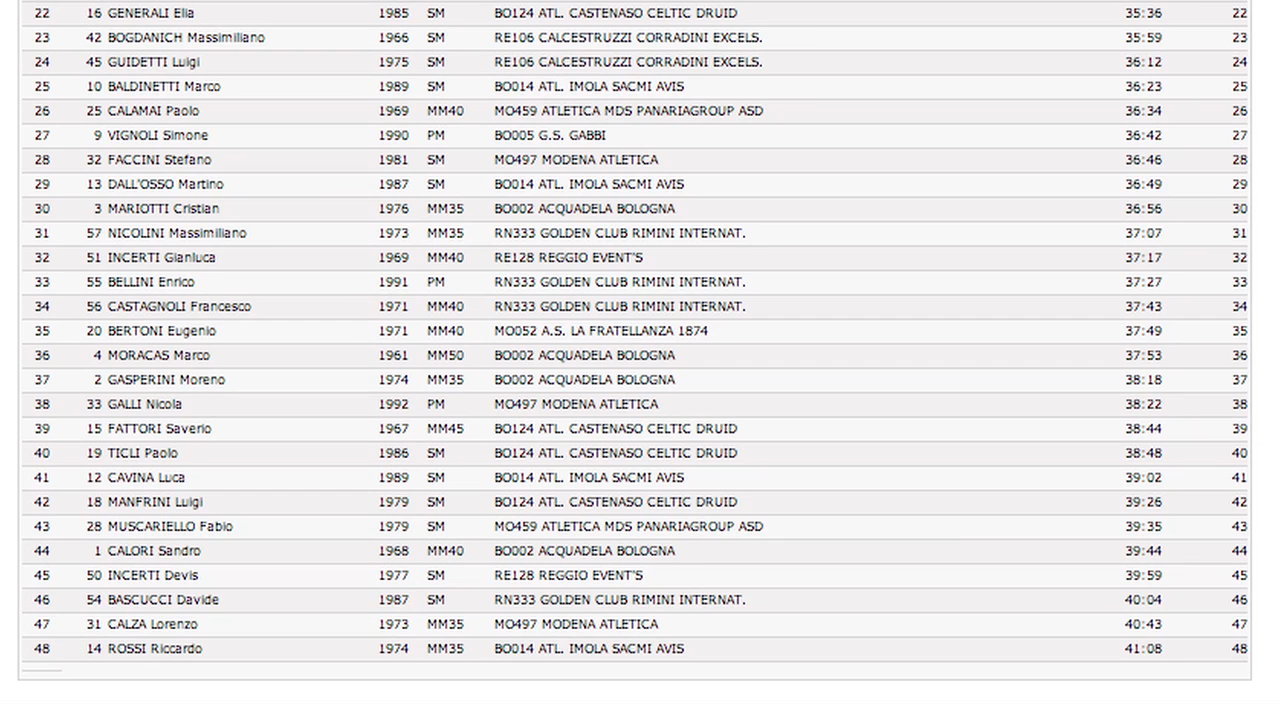 22 16 GENERALI Elia 1985 SM BO124 ATL. CASTENASO CELTIC DRUID 35:36 22
23 42 BOGDANICH Massimiliano 1966 SM RE106 CALCESTRUZZI CORRADINI EXCELS. 35:59 23
24 45 GUIDETTI Luigi 1975 SM RE106 CALCESTRUZZI CORRADINI EXCELS. 36:12 24
25 10 BALDINETTI Marco 1989 SM BO014 ATL. IMOLA SACMI AVIS 36:23 25
26 25 CALAMAI Paolo 1969 MM40 MO459 ATLETICA MDS PANARIAGROUP ASD 36:34 26
27 9 VIGNOLI Simone 1990 PM BO005 G.S. GABBI 36:42 27
28 32 FACCINI Stefano 1981 SM MO497 MODENA ATLETICA 36:46 28
29 13 DALL'OSSO Martino 1987 SM BO014 ATL. IMOLA SACMI AVIS 36:49 29
30 3 MARIOTTI Cristian 1976 MM35 BO002 ACQUADELA BOLOGNA 36:56 30
31 57 NICOLINI Massimiliano 1973 MM35 RN333 GOLDEN CLUB RIMINI INTERNAT. 37:07 31
32 51 INCERTI Gianluca 1969 MM40 RE128 REGGIO EVENT'S 37:17 32
33 55 BELLINI Enrico 1991 PM RN333 GOLDEN CLUB RIMINI INTERNAT. 37:27 33
34 56 CASTAGNOLI Francesco 1971 MM40 RN333 GOLDEN CLUB RIMINI INTERNAT. 37:43 34
35 20 BERTONI Eugenio 1971 MM40 MO052 A.S. LA FRATELLANZA 1874 37:49 35
36 4 MORACAS Marco 1961 MM50 BO002 ACQUADELA BOLOGNA 37:53 36
37 2 GASPERINI Moreno 1974 MM35 BO002 ACQUADELA BOLOGNA 38:18 37
38 33 GALLI Nicola 1992 PM MO497 MODENA ATLETICA 38:22 38
39 15 FATTORI Saverio 1967 MM45 BO124 ATL. CASTENASO CELTIC DRUID 38:44 39
40 19 TICLI Paolo 1986 SM BO124 ATL. CASTENASO CELTIC DRUID 38:48 40
41 12 CAVINA Luca 1989 SM BO014 ATL. IMOLA SACMI AVIS 39:02 41
42 18 MANFRINI Luigi 1979 SM BO124 ATL. CASTENASO CELTIC DRUID 39:26 42
43 28 MUSCARIELLO Fabio 1979 SM MO459 ATLETICA MDS PANARIAGROUP ASD 39:35 43
44 1 CALORI Sandro 1968 MM40 BO002 ACQUADELA BOLOGNA 39:44 44
45 50 INCERTI Devis 1977 SM RE128 REGGIO EVENT'S 39:59 45
46 54 BASCUCCI Davide 1987 SM RN333 GOLDEN CLUB RIMINI INTERNAT. 40:04 46
47 31 CALZA Lorenzo 1973 MM35 MO497 MODENA ATLETICA 40:43 47
48 14 ROSSI Riccardo 1974 MM35 BO014 ATL. IMOLA SACMI AVIS 41:08 48